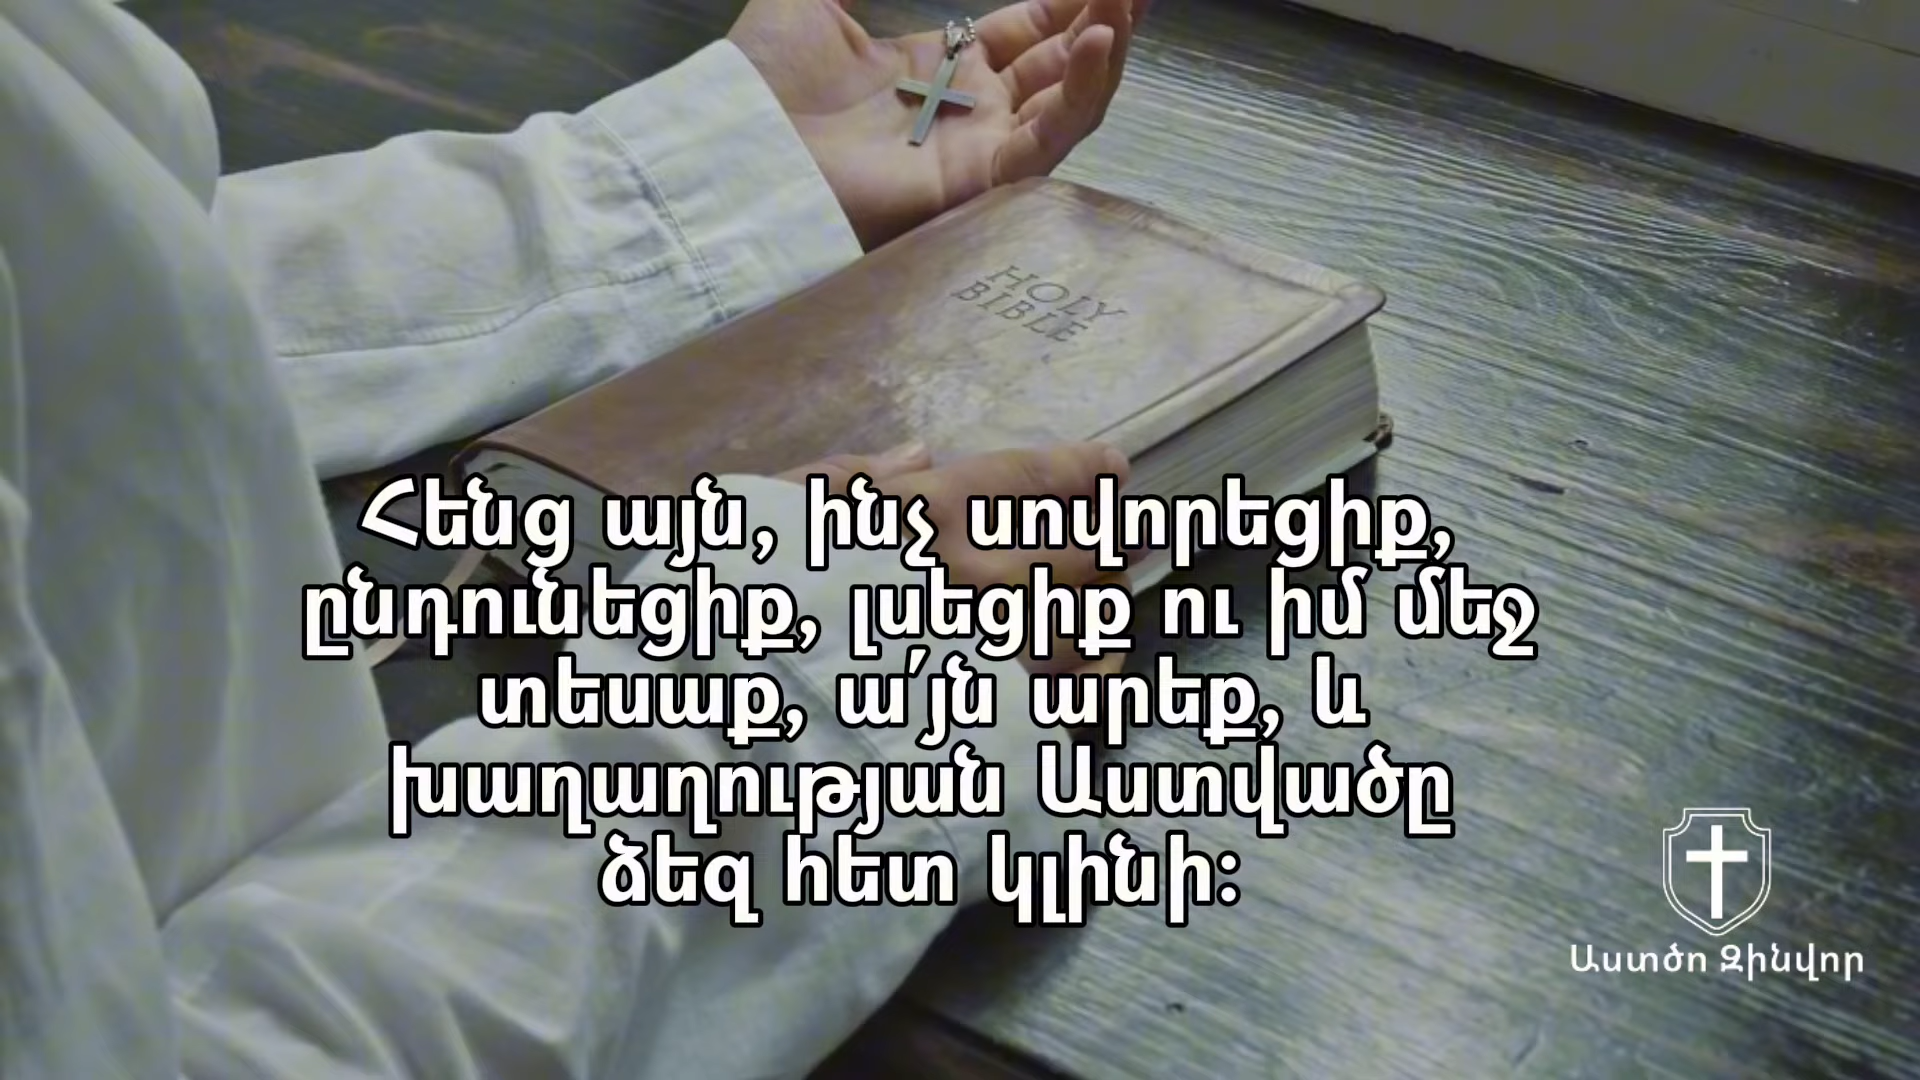 HOLY
BIBLE
Հենց այն, ինչ սովորեցիք,
ընդունեցիք, լսեցիք ու իմ մեջ
տեսաք, ա՛յն արեք, և
խաղաղության Աստվածը
ձեզ հետ կլինի:
Աստծո Զինվոր